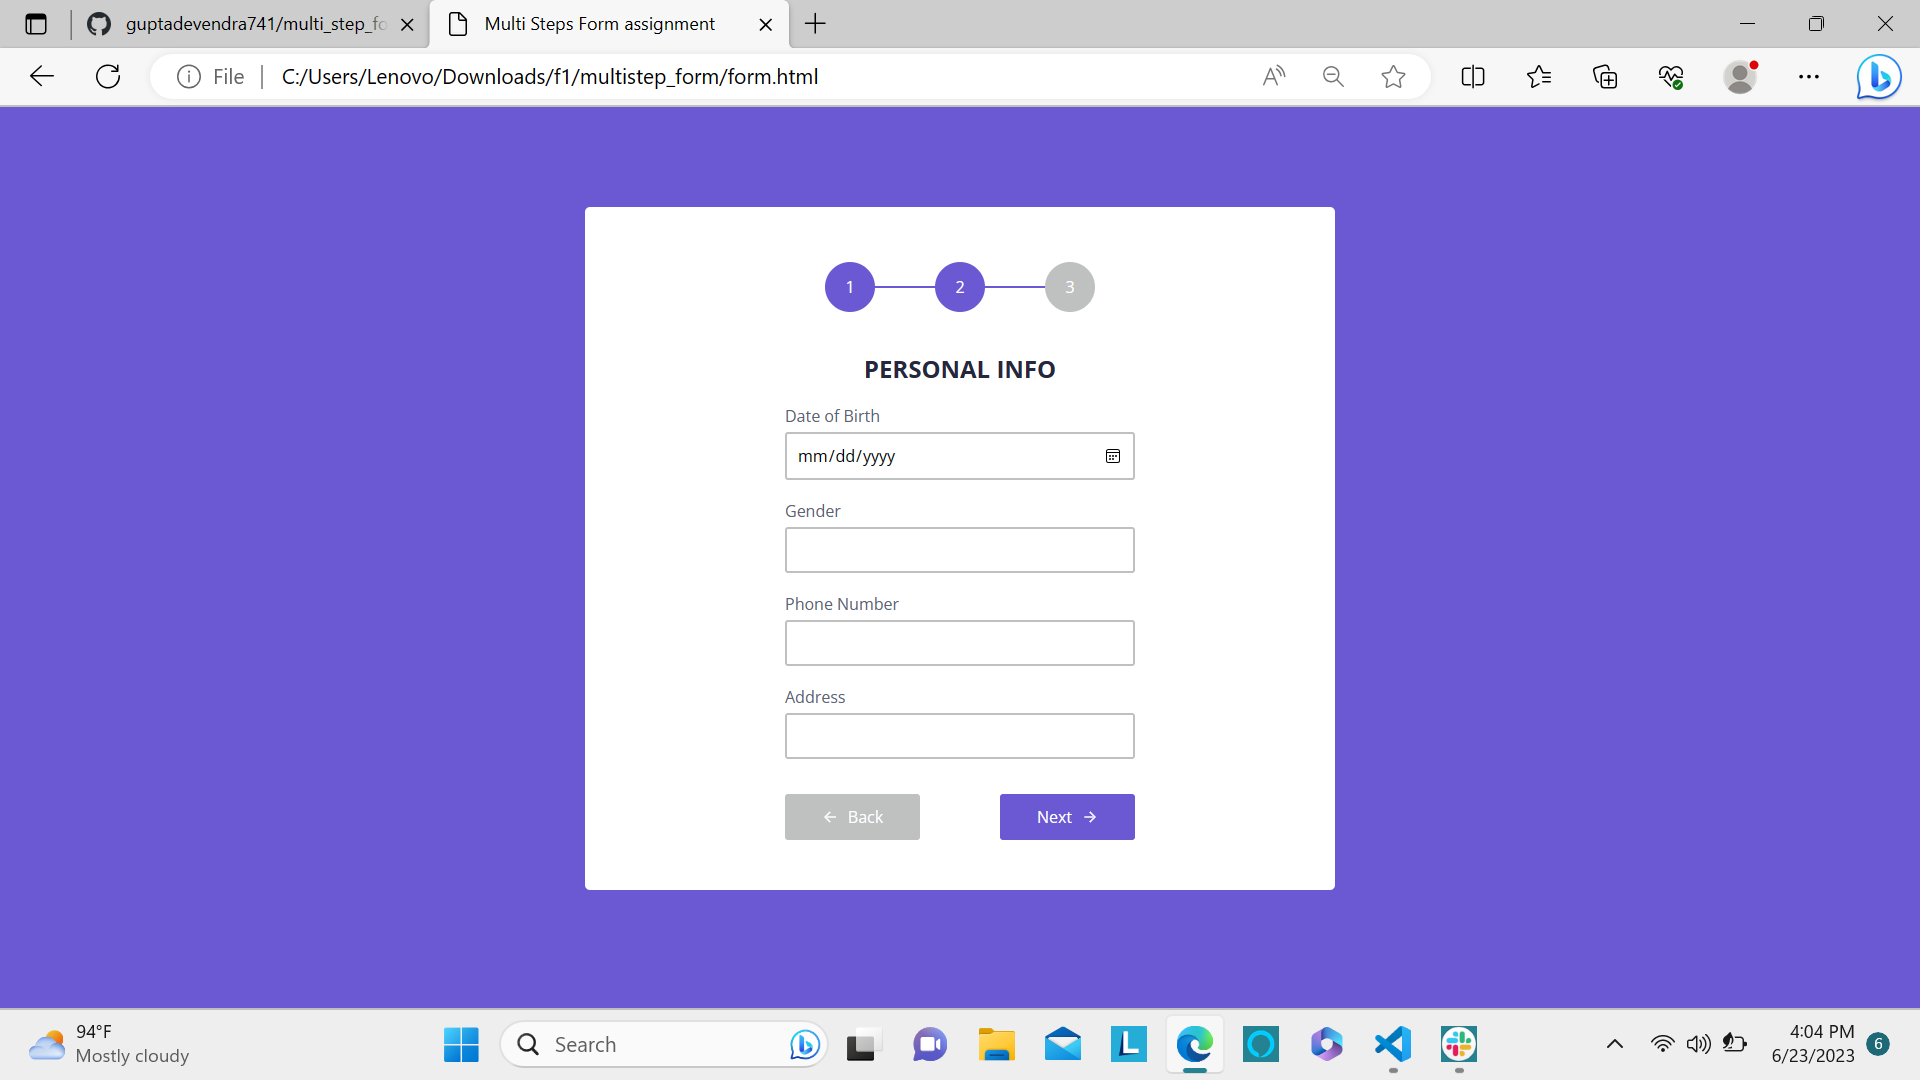 guptadevendra741/multi_step_fo
Multi Steps Form assignment
File
C:/Users/Lenovo/Downloads/f1/multistep_form/form.html
1 2 3
PERSONAL INFO
Date of Birth
mm/dd/yyyy
Gender
Phone Number
Address
Back Next
94°F
Mostly cloudy
Search
4:04 PM
6/23/2023
6